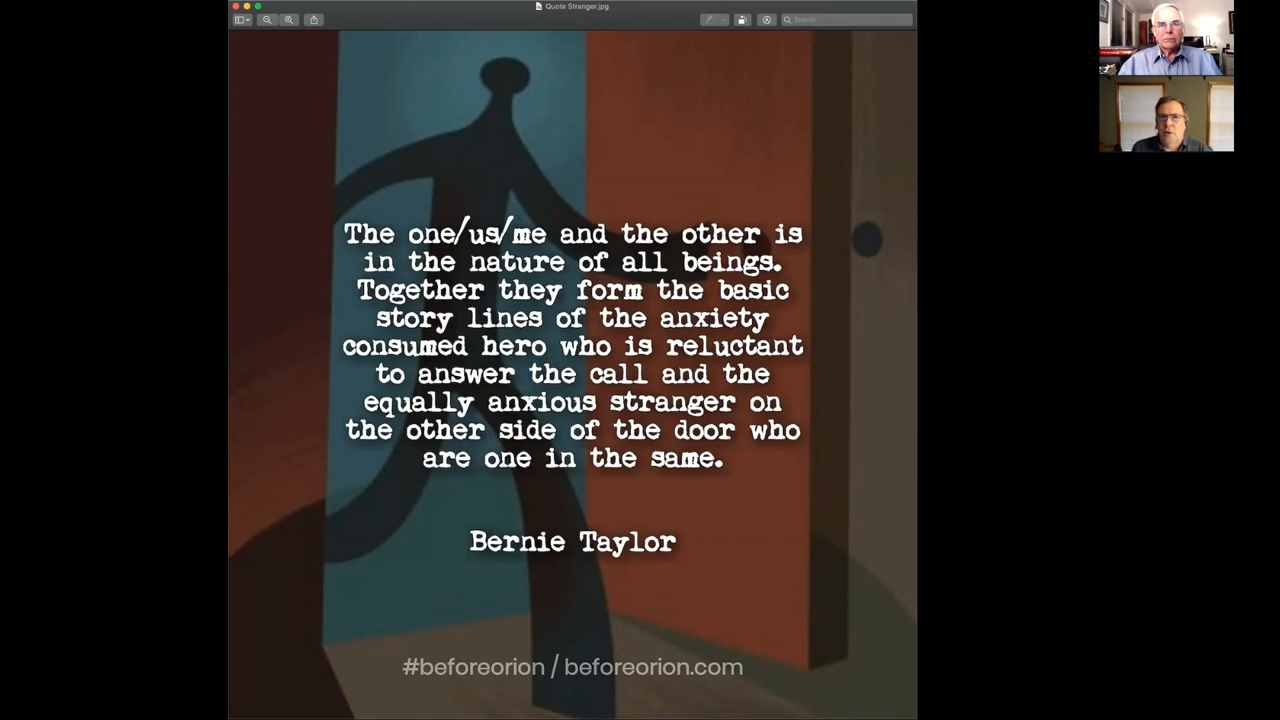 Quote Stranger.jpg
Search
The one/us/me and the other is
in the nature of all beings.
Together they form the basic
story lines of the anxiety
consumed hero who is reluctant
to answer the call and the
equally anxious stranger on
the other side of the door who
are one in the same.
Bernie Taylor
#beforeorion / beforeorion.com